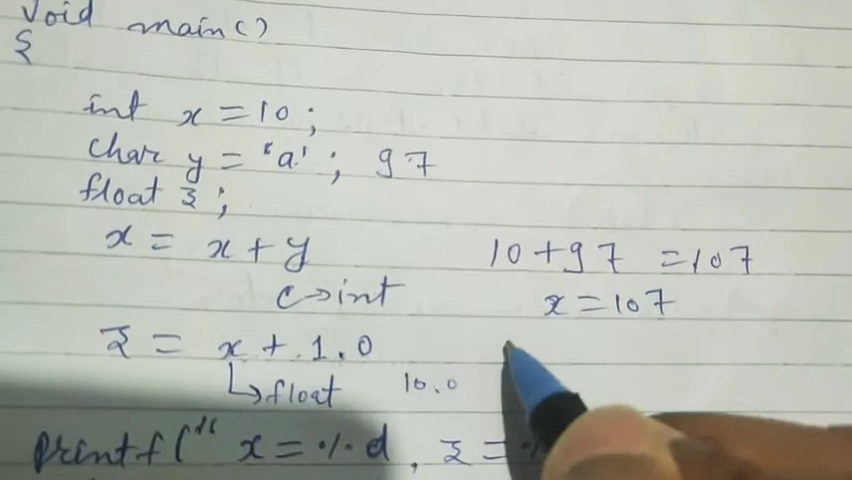 void main()
{
int x = 10;
char y = 'a'; 97
float z;
x = x + y 10+97 = 107
c→int x = 107
z = x + 1.0
↳float 10.0
printf(" x = %d, z = %